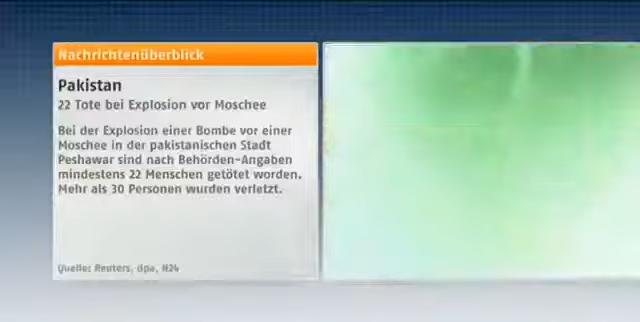 Nachrichtenüberblick
Pakistan
22 Tote bei Explosion vor Moschee
Bei der Explosion einer Bombe vor einer
Moschee in der pakistanischen Stadt
Peshawar sind nach Behörden-Angaben
mindestens 22 Menschen getötet worden.
Mehr als 30 Personen wurden verletzt.
Quelle: Reuters, dpa, N24